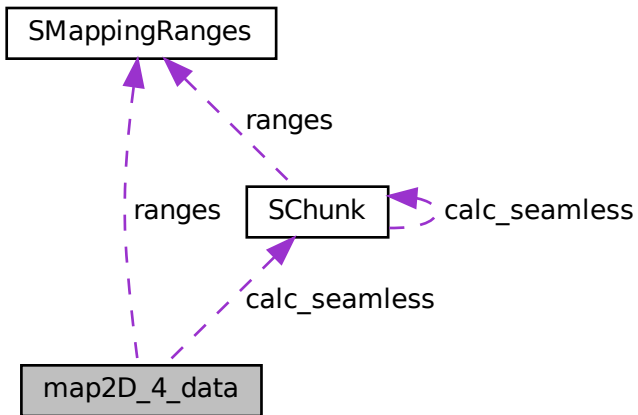 SMappingRanges
ranges
ranges
SChunk
calc_seamless
calc_seamless
map2D_4_data